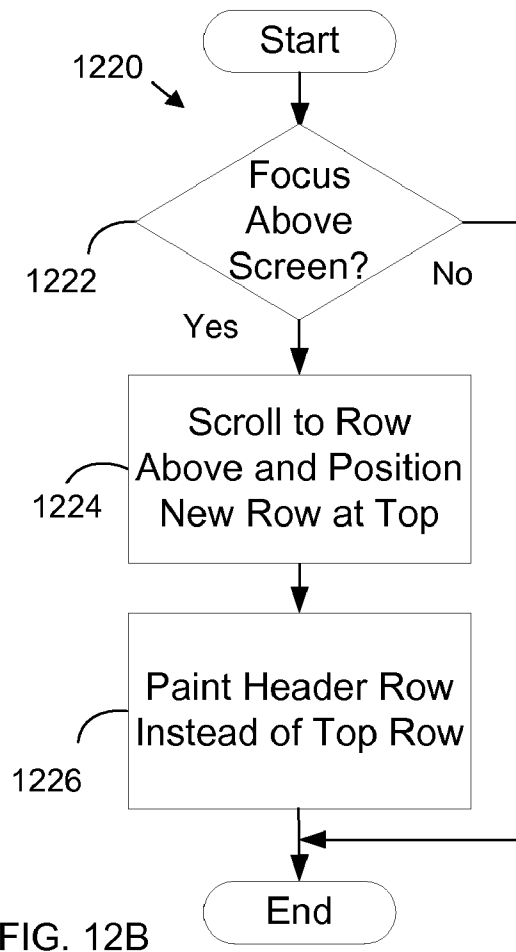 Start
1220
Focus
Above
Screen?
1222
No
Yes
Scroll to Row
Above and Position
New Row at Top
1224
Paint Header Row
Instead of Top Row
1226
End
FIG. 12B